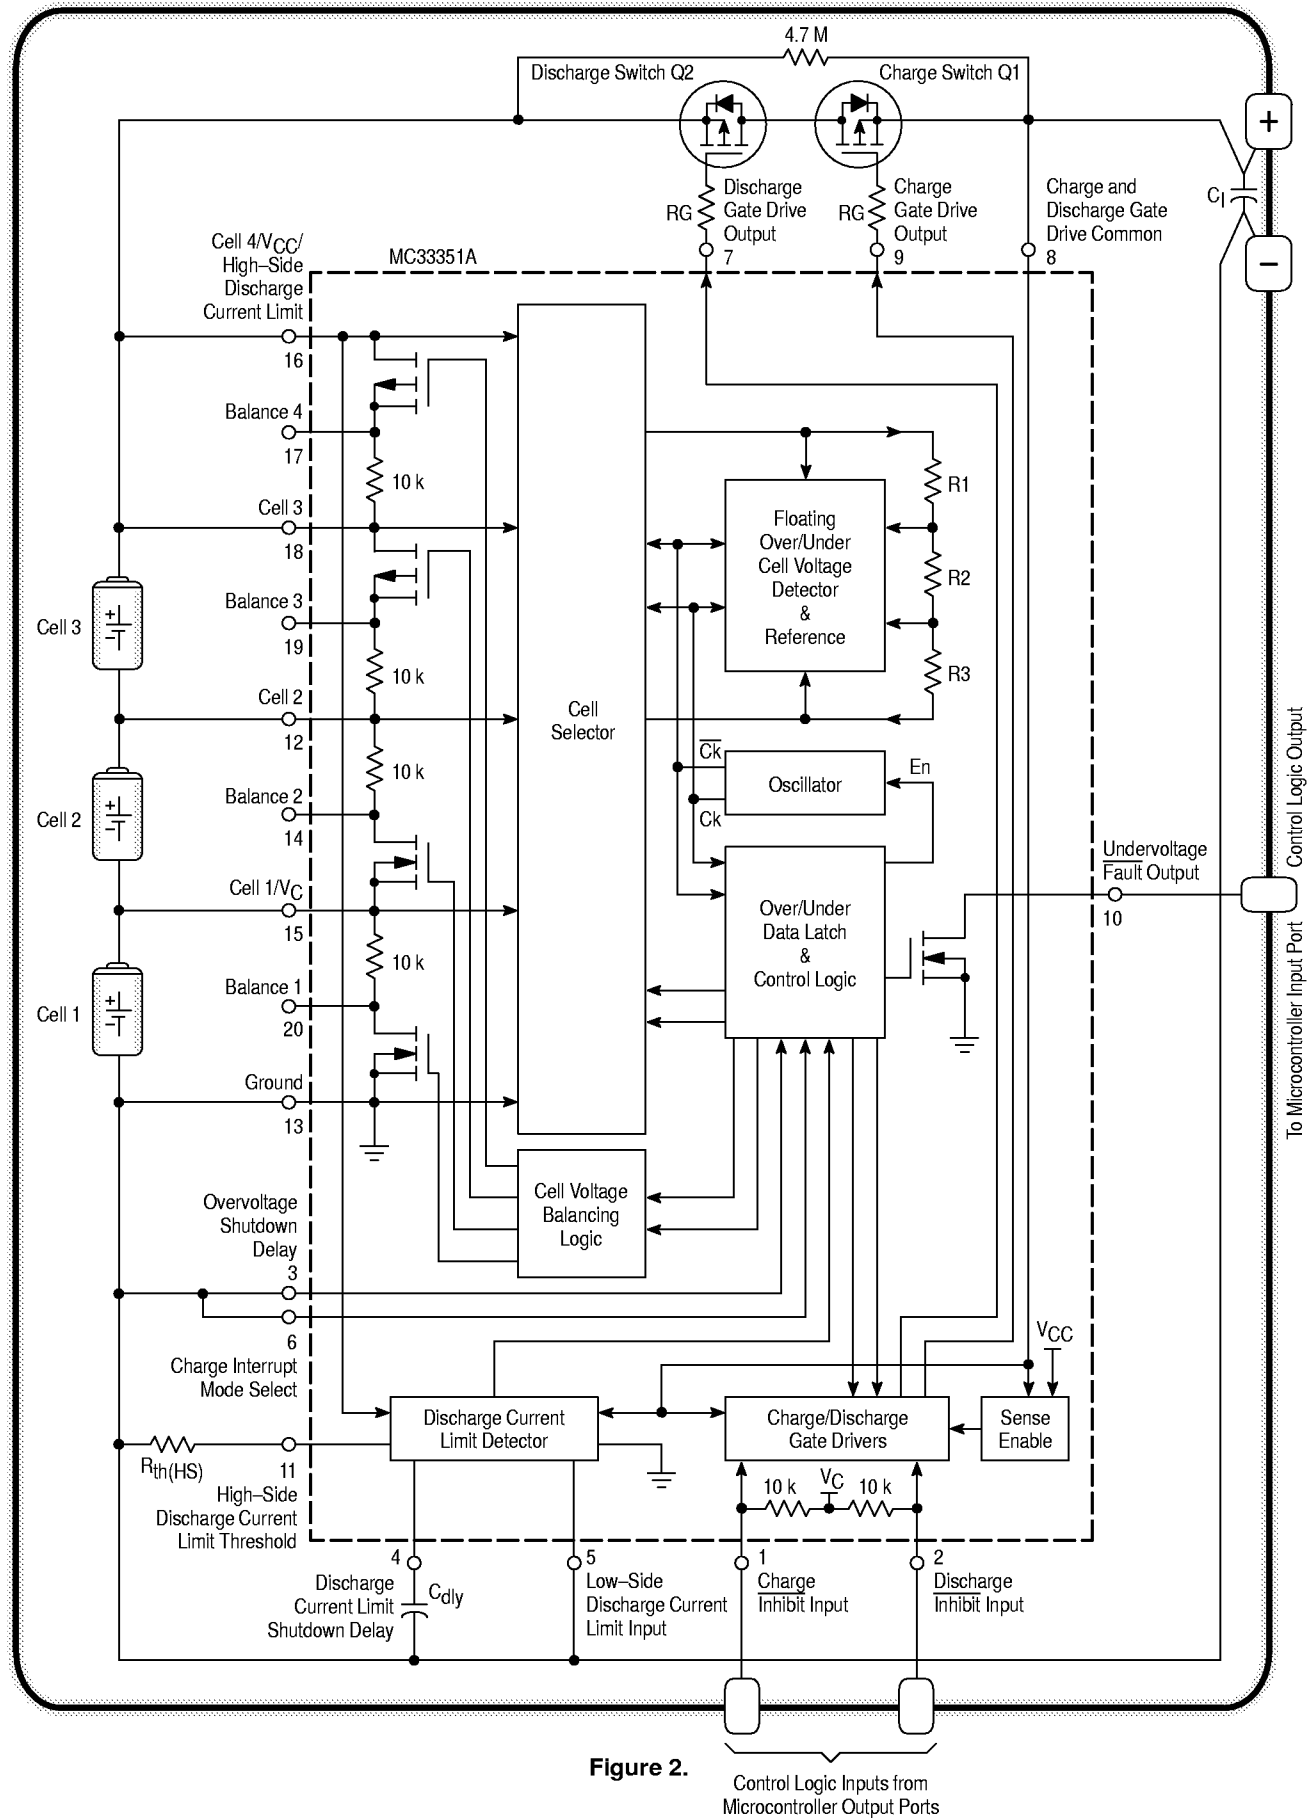 4.7 M
Discharge Switch Q2
Charge Switch Q1
+
CI
–
RG
Discharge
Gate Drive
Output
7
RG
Charge
Gate Drive
Output
9
Charge and
Discharge Gate
Drive Common
8
MC33351A
Cell 4/VCC/
High–Side
Discharge
Current Limit
16
Balance 4
17
10 k
Cell 3
18
Balance 3
19
10 k
Cell 2
12
10 k
Balance 2
14
Cell 1/VC
15
10 k
Balance 1
20
Ground
13
Cell 3
+
–
Cell 2
+
–
Cell 1
+
–
Cell
Selector
Floating
Over/Under
Cell Voltage
Detector
&
Reference
R1
R2
R3
Ck
Oscillator
En
Ck
Over/Under
Data Latch
&
Control Logic
Undervoltage
Fault Output
10
To Microcontroller Input Port
Control Logic Output
Cell Voltage
Balancing
Logic
Overvoltage
Shutdown
Delay
3
6
Charge Interrupt
Mode Select
Rth(HS)
11
High–Side
Discharge Current
Limit Threshold
Discharge Current
Limit Detector
Charge/Discharge
Gate Drivers
VCC
Sense
Enable
10 k
VC
10 k
4
Discharge
Current Limit
Shutdown Delay
Cdly
5
Low–Side
Discharge Current
Limit Input
1
Charge
Inhibit Input
2
Discharge
Inhibit Input
Figure 2.
Control Logic Inputs from
Microcontroller Output Ports